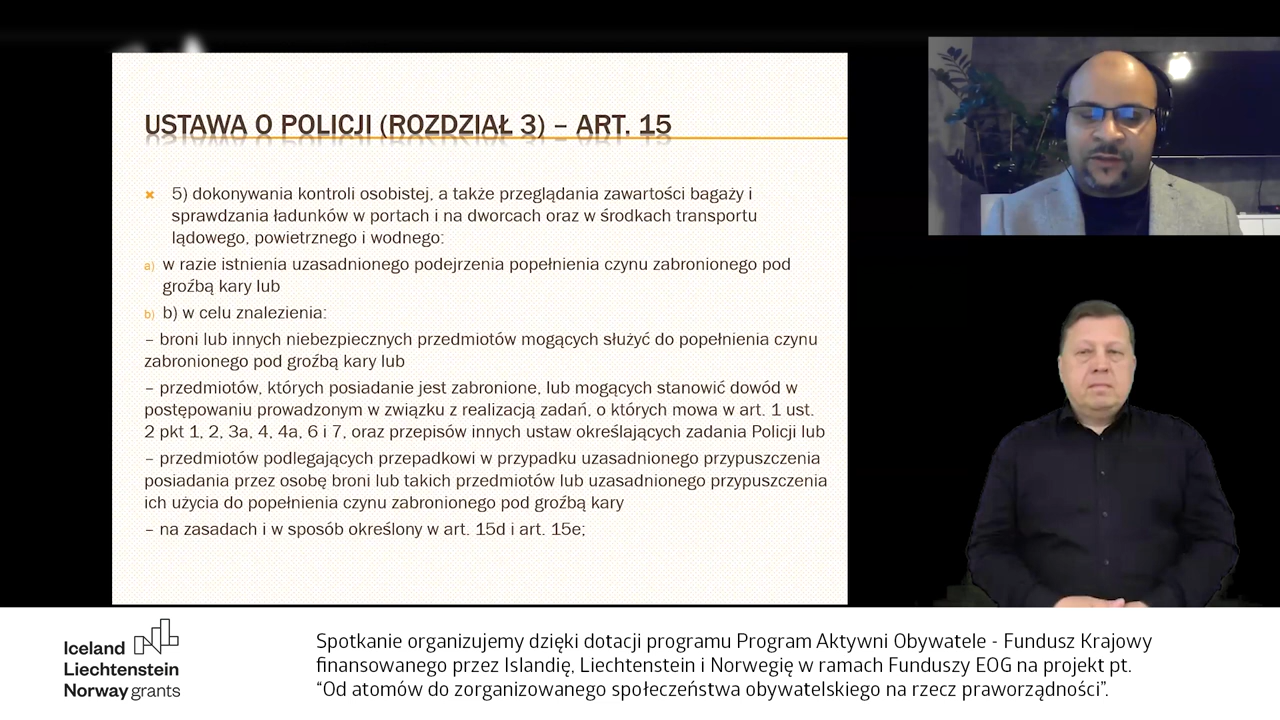 USTAWA O POLICJI (ROZDZIAŁ 3) – ART. 15
5) dokonywania kontroli osobistej, a także przeglądania zawartości bagaży i
sprawdzania ładunków w portach i na dworcach oraz w środkach transportu
lądowego, powietrznego i wodnego:
a) w razie istnienia uzasadnionego podejrzenia popełnienia czynu zabronionego pod
groźbą kary lub
b) b) w celu znalezienia:
– broni lub innych niebezpiecznych przedmiotów mogących służyć do popełnienia czynu
zabronionego pod groźbą kary lub
– przedmiotów, których posiadanie jest zabronione, lub mogących stanowić dowód w
postępowaniu prowadzonym w związku z realizacją zadań, o których mowa w art. 1 ust.
2 pkt 1, 2, 3a, 4, 4a, 6 i 7, oraz przepisów innych ustaw określających zadania Policji lub
– przedmiotów podlegających przepadkowi w przypadku uzasadnionego przypuszczenia
posiadania przez osobę broni lub takich przedmiotów lub uzasadnionego przypuszczenia
ich użycia do popełnienia czynu zabronionego pod groźbą kary
– na zasadach i w sposób określony w art. 15d i art. 15e;
Iceland
Liechtenstein
Norway grants
Spotkanie organizujemy dzięki dotacji programu Program Aktywni Obywatele - Fundusz Krajowy
finansowanego przez Islandię, Liechtenstein i Norwegię w ramach Funduszy EOG na projekt pt.
“Od atomów do zorganizowanego społeczeństwa obywatelskiego na rzecz praworządności”.